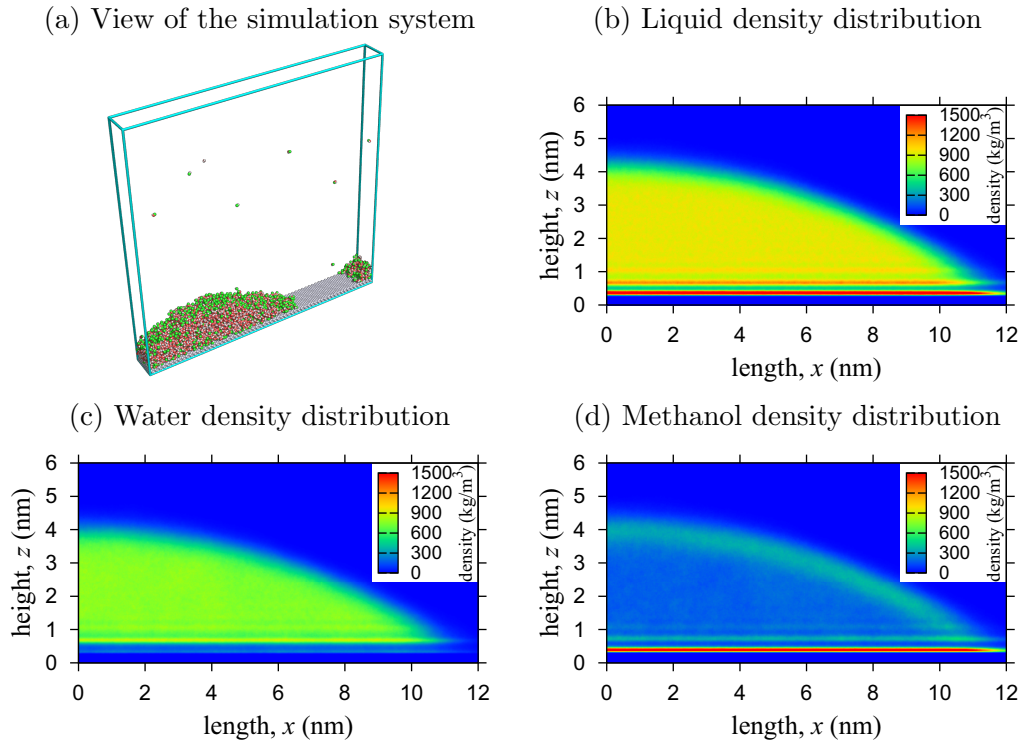 (a) View of the simulation system
(b) Liquid density distribution
6
5
4
3
2
1
0
height, z (nm)
0 2 4 6 8 10 12
length, x (nm)
1500
1200
900
600
300
0
density (kg/m³)
(c) Water density distribution
6
5
4
3
2
1
0
height, z (nm)
0 2 4 6 8 10 12
length, x (nm)
1500
1200
900
600
300
0
density (kg/m³)
(d) Methanol density distribution
6
5
4
3
2
1
0
height, z (nm)
0 2 4 6 8 10 12
length, x (nm)
1500
1200
900
600
300
0
density (kg/m³)